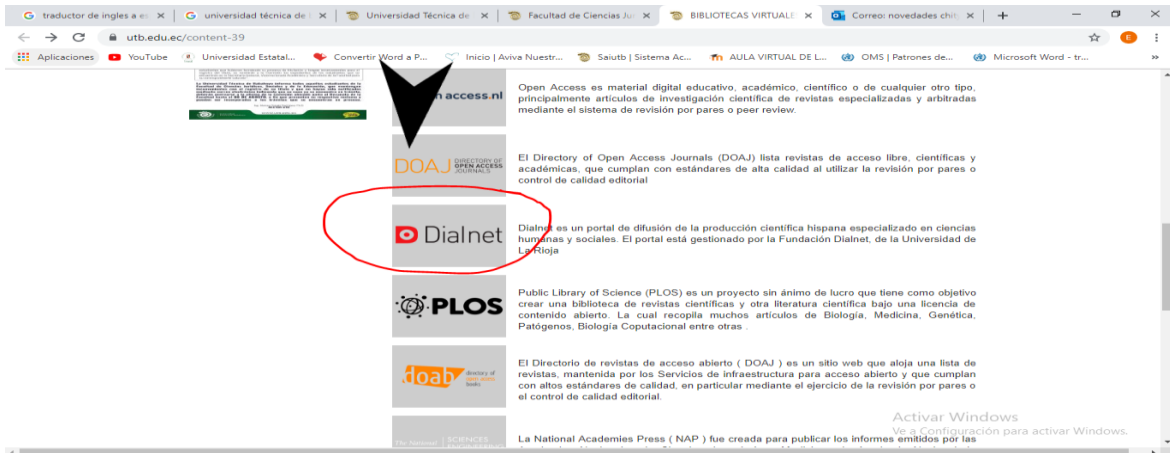 traductor de ingles a es
universidad técnica de
Universidad Técnica de
Facultad de Ciencias Jur
BIBLIOTECAS VIRTUALE
Correo: novedades chity
utb.edu.ec/content-39
E
Aplicaciones
YouTube
Universidad Estatal...
Convertir Word a P...
Inicio | Aviva Nuestr...
Saiutb | Sistema Ac...
AULA VIRTUAL DE L...
OMS | Patrones de...
Microsoft Word - tr...
access.nl
Open Access es material digital educativo, académico, científico o de cualquier otro tipo,
principalmente artículos de investigación científica de revistas especializadas y arbitradas
mediante el sistema de revisión por pares o peer review.
DOAJ DIRECTORY OF
OPEN ACCESS
JOURNALS
El Directory of Open Access Journals (DOAJ) lista revistas de acceso libre, científicas y
académicas, que cumplan con estándares de alta calidad al utilizar la revisión por pares o
control de calidad editorial
Dialnet
Dialnet es un portal de difusión de la producción científica hispana especializado en ciencias
humanas y sociales. El portal está gestionado por la Fundación Dialnet, de la Universidad de
La Rioja
PLOS
Public Library of Science (PLOS) es un proyecto sin ánimo de lucro que tiene como objetivo
crear una biblioteca de revistas científicas y otra literatura científica bajo una licencia de
contenido abierto. La cual recopila muchos artículos de Biología, Medicina, Genética,
Patógenos, Biología Coputacional entre otras .
doab directory of
open access
books
El Directorio de revistas de acceso abierto ( DOAJ ) es un sitio web que aloja una lista de
revistas, mantenida por los Servicios de infraestructura para acceso abierto y que cumplan
con altos estándares de calidad, en particular mediante el ejercicio de la revisión por pares o
el control de calidad editorial.
Activar Windows
Ve a Configuración para activar Windows.
The National SCIENCES
ENGINEERING
La National Academies Press ( NAP ) fue creada para publicar los informes emitidos por las